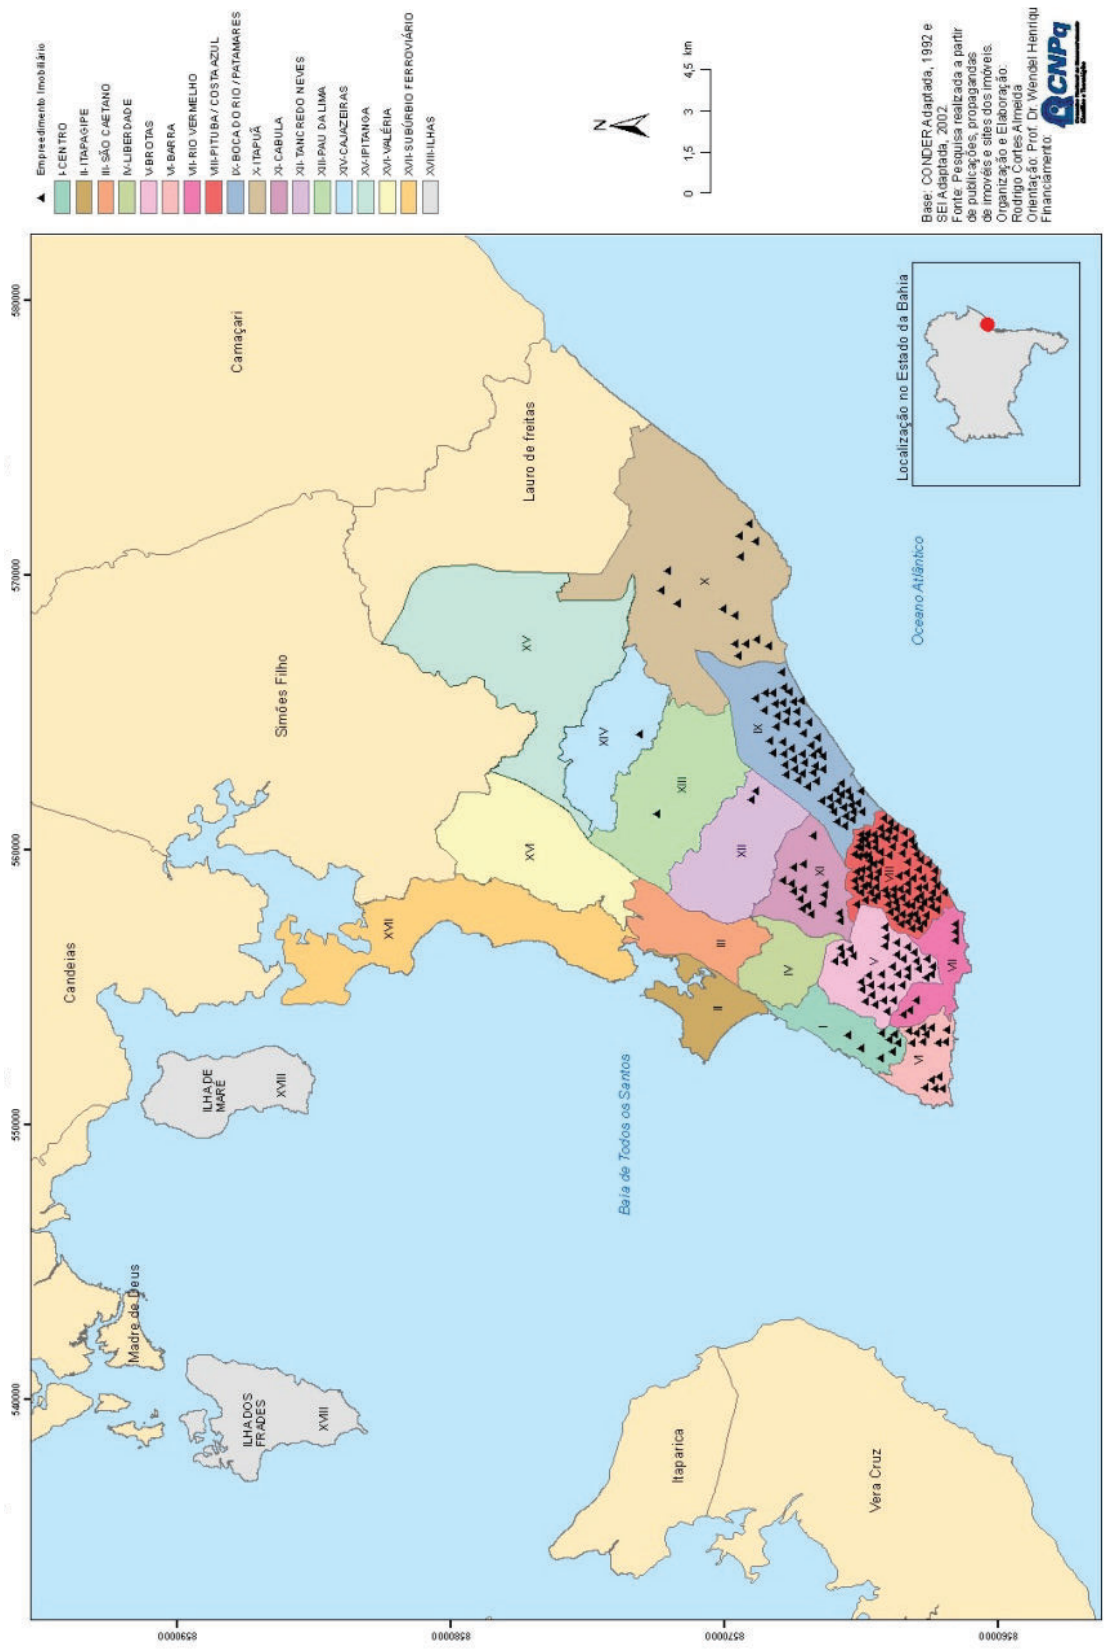 Empreedimento Imobiliário
I-CENTRO
II-ITAPAGIPE
III-SÃO CAETANO
IV-LIBERDADE
V-BROTAS
VI-BARRA
VII-RIO VERMELHO
VIII-PITUBA / COSTA AZUL
IX-BOCA DO RIO / PATAMARES
X-ITAPUÃ
XI-CABULA
XII-TANCREDO NEVES
XIII-PAU DA LIMA
XIV-CAJAZEIRAS
XV-IPITANGA
XVI-VALÉRIA
XVII-SUBÚRBIO FERROVIÁRIO
XVIII-ILHAS
N
0 1,5 3 4,5 km
Base: CONDER Adaptada, 1992 e
SEI Adaptada, 2002.
Fonte: Pesquisa realizada a partir
de publicações, propagandas
de imovéis e sites dos imóveis.
Organização e Elaboração:
Rodrigo Cortes Almeida
Orientação: Prof. Dr. Wendel Henriqu
Financiamento:
CNPq
540000
550000
560000
570000
580000
8590000
8580000
8570000
8560000
Candeias
Simões Filho
Camaçari
Lauro de freitas
Madre de Deus
ILHA DOS
FRADES
XVIII
ILHA DE
MARÉ
XVIII
XVII
XVI
XV
XIV
XIII
XII
XI
X
IX
VIII
VII
VI
V
IV
III
II
I
Itaparica
Vera Cruz
Baia de Todos os Santos
Oceano Atlântico
Localização no Estado da Bahia